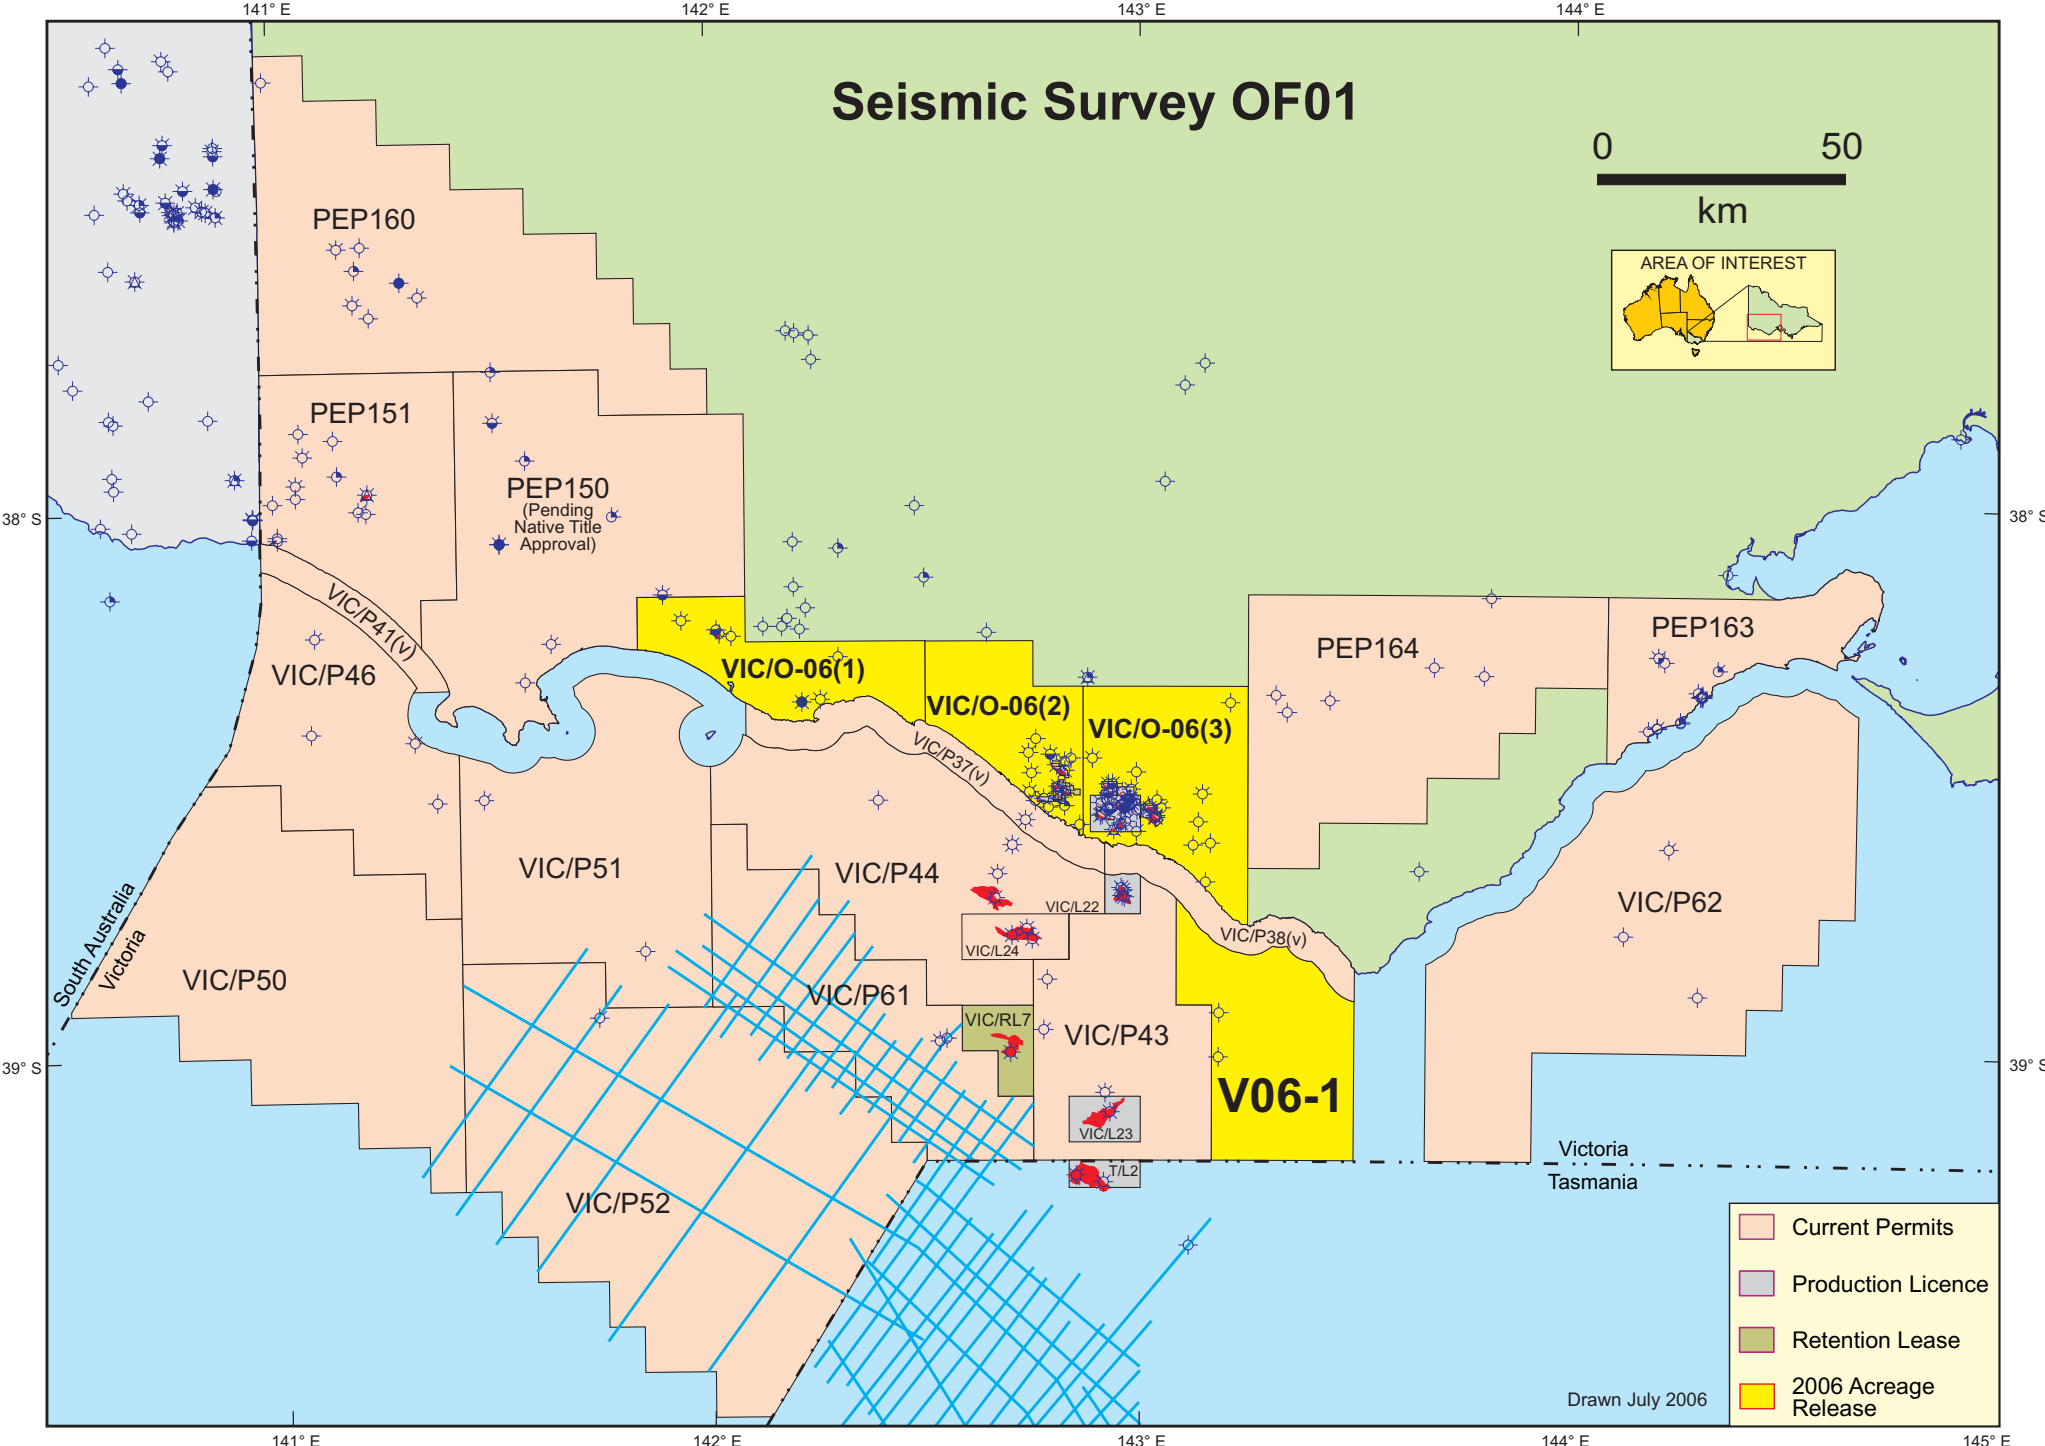 141° E
142° E
143° E
144° E
Seismic Survey OF01
0
50
km
AREA OF INTEREST
PEP160
PEP151
PEP150
(Pending
Native Title
Approval)
38° S
38° S
VIC/P41(v)
VIC/P46
VIC/O-06(1)
VIC/O-06(2)
VIC/O-06(3)
PEP164
PEP163
VIC/P37(v)
VIC/P51
VIC/P44
VIC/L22
VIC/P62
VIC/P38(v)
VIC/L24
South Australia
Victoria
VIC/P50
VIC/P61
VIC/RL7
VIC/P43
39° S
39° S
V06-1
VIC/L23
T/L2
Victoria
Tasmania
VIC/P52
Current Permits
Production Licence
Retention Lease
2006 Acreage
Release
Drawn July 2006
141° E
142° E
143° E
144° E
145° E